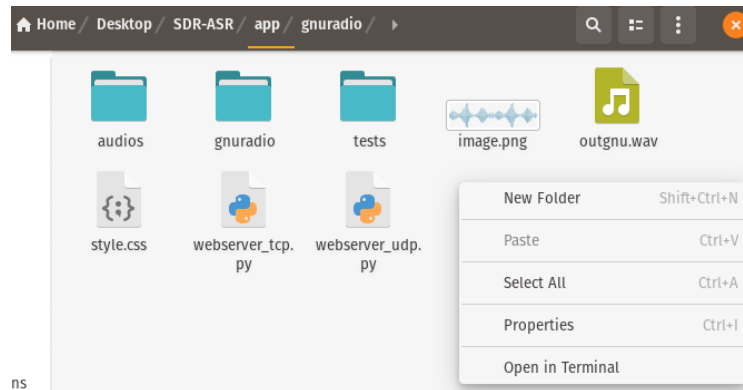 Home / Desktop / SDR-ASR / app / gnuradio /
audios
gnuradio
tests
image.png
outgnu.wav
style.css
webserver_tcp.
py
webserver_udp.
py
New Folder Shift+Ctrl+N
Paste Ctrl+V
Select All Ctrl+A
Properties Ctrl+I
Open in Terminal
ns